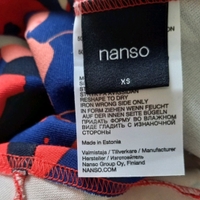 nanso
XS
RESHAPE TO DRY
IRON WRONG SIDE ONLY
IN FORM ZIEHEN WENN FEUCHT
AUF DER INNEN SEITE BÜGELN
ПРИДАТЬ ФОРМУ ВО ВЛАЖНОМ
ВИДЕ ГЛАДИТЬ С ИЗНАНОЧНОЙ
СТОРОНЫ
Made in Estonia
Valmistaja / Tillverkare / Manufacturer
Hersteller / Изготовитель
Nanso Group
NANSO.COM